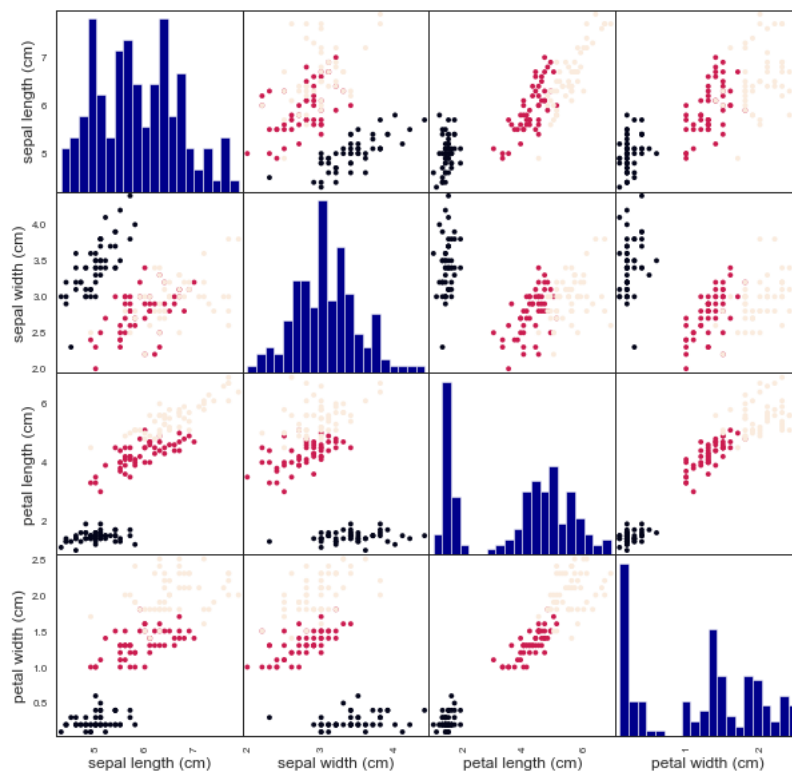 sepal length (cm)
7
6
5
sepal width (cm)
4.0
3.5
3.0
2.5
2.0
petal length (cm)
6
4
2
petal width (cm)
2.5
2.0
1.5
1.0
0.5
5 6 7 2 3 4 2 4 6 1 2
sepal length (cm) sepal width (cm) petal length (cm) petal width (cm)